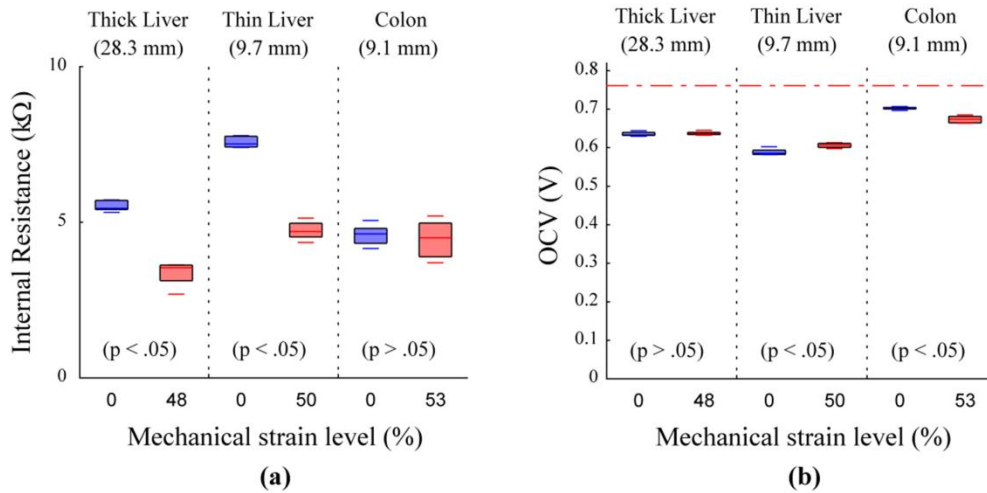 Thick Liver
(28.3 mm)
Thin Liver
(9.7 mm)
Colon
(9.1 mm)
10
5
0
Internal Resistance (kΩ)
(p < .05)
(p < .05)
(p > .05)
0
48
0
50
0
53
Mechanical strain level (%)
(a)
Thick Liver
(28.3 mm)
Thin Liver
(9.7 mm)
Colon
(9.1 mm)
0.8
0.7
0.6
0.5
0.4
0.3
0.2
0.1
0
OCV (V)
(p > .05)
(p < .05)
(p < .05)
0
48
0
50
0
53
Mechanical strain level (%)
(b)